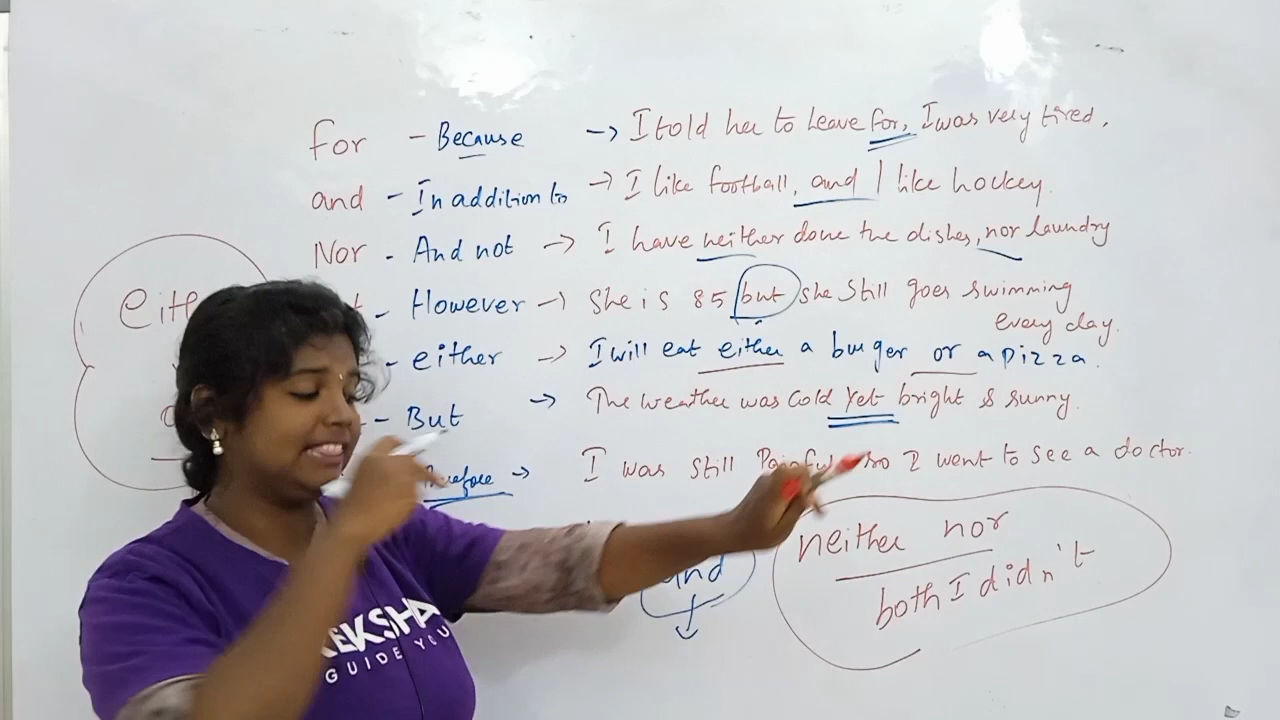 for - Because -> I told her to leave for, I was very tired.
and - In addition to -> I like football, and I like hockey.
Nor - And not -> I have neither done the dishes, nor laundry
- However -> She is 85 but she still goes swimming
every day.
- either -> I will eat either a burger or a pizza.
- But -> The weather was cold yet bright & sunny.
-> I was still so I went to see a doctor.
neither nor
both I didn't
and
GUIDE YOU